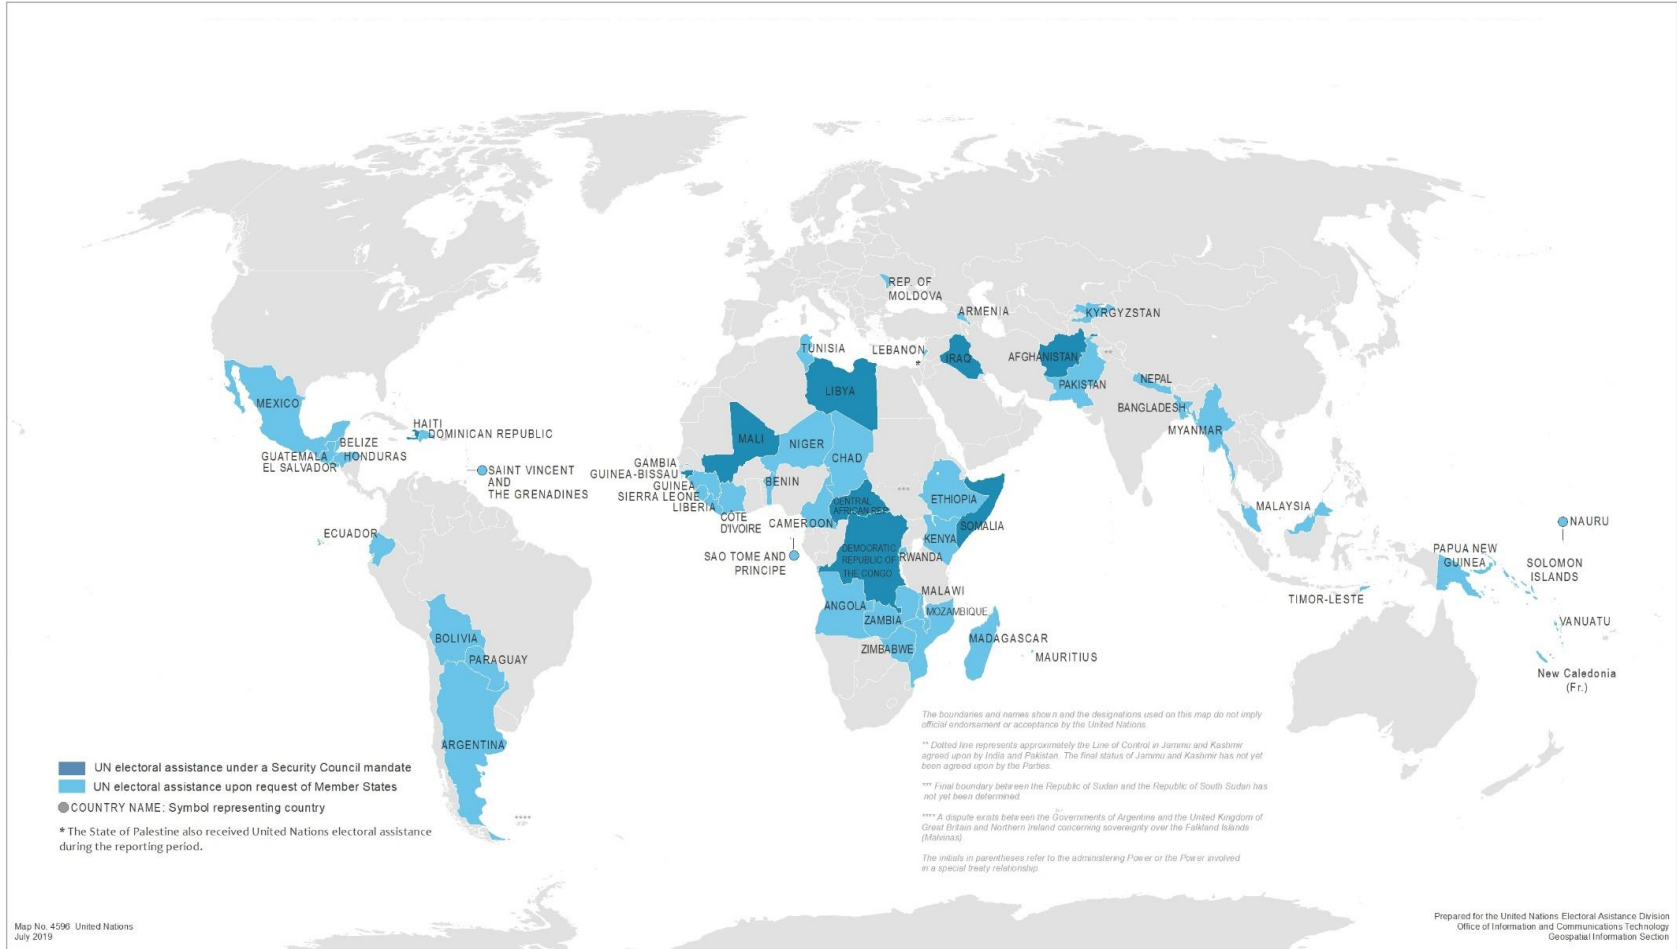 REP. OF
MOLDOVA
ARMENIA
KYRGYZSTAN
TUNISIA
LEBANON
*
IRAQ
AFGHANISTAN
**
PAKISTAN
NEPAL
LIBYA
BANGLADESH
MYANMAR
MEXICO
HAITI
DOMINICAN REPUBLIC
BELIZE
GUATEMALA
HONDURAS
EL SALVADOR
SAINT VINCENT
AND
THE GRENADINES
MALI
NIGER
CHAD
GAMBIA
GUINEA-BISSAU
GUINEA
SIERRA LEONE
LIBERIA
CÔTE
D'IVOIRE
BENIN
CAMEROON
***
CENTRAL
AFRICAN REP.
ETHIOPIA
SOMALIA
KENYA
MALAYSIA
NAURU
ECUADOR
SAO TOME AND
PRINCIPE
DEMOCRATIC
REPUBLIC OF
THE CONGO
RWANDA
PAPUA NEW
GUINEA
SOLOMON
ISLANDS
TIMOR-LESTE
MALAWI
ANGOLA
ZAMBIA
MOZAMBIQUE
VANUATU
BOLIVIA
PARAGUAY
ZIMBABWE
MADAGASCAR
MAURITIUS
New Caledonia
(Fr.)
ARGENTINA
****
UN electoral assistance under a Security Council mandate
UN electoral assistance upon request of Member States
COUNTRY NAME: Symbol representing country
* The State of Palestine also received United Nations electoral assistance
during the reporting period.
The boundaries and names shown and the designations used on this map do not imply
official endorsement or acceptance by the United Nations.
** Dotted line represents approximately the Line of Control in Jammu and Kashmir
agreed upon by India and Pakistan. The final status of Jammu and Kashmir has not yet
been agreed upon by the Parties.
*** Final boundary between the Republic of Sudan and the Republic of South Sudan has
not yet been determined.
**** A dispute exists between the Governments of Argentina and the United Kingdom of
Great Britain and Northern Ireland concerning sovereignty over the Falkland Islands
(Malvinas)
The initials in parentheses refer to the administering Power or the Power involved
in a special treaty relationship
Map No. 4596 United Nations
July 2019
Prepared for the United Nations Electoral Asistance Division
Office of Information and Communications Technology
Geospatial Information Section